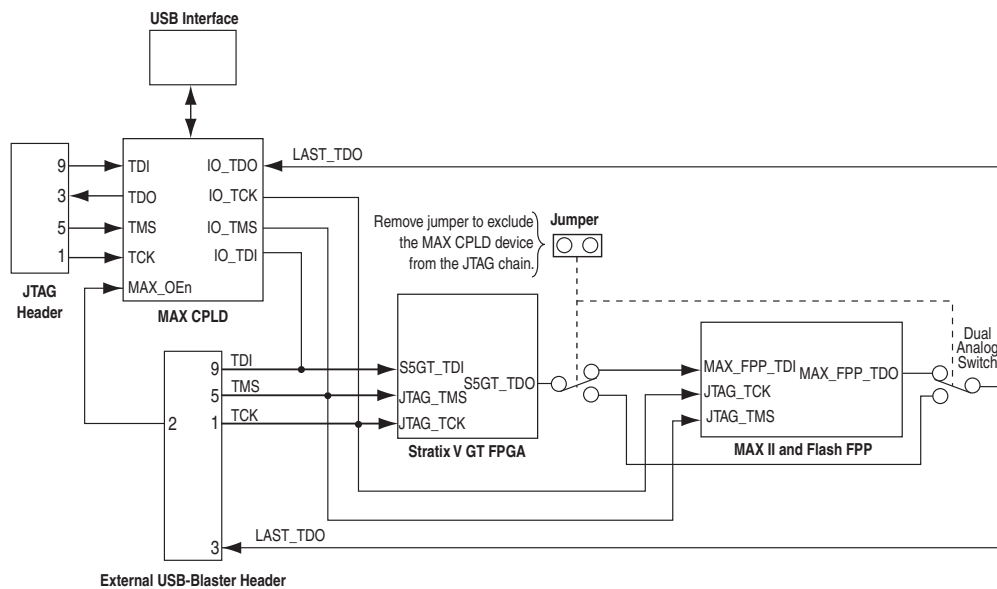 USB Interface
LAST_TDO
9
3
5
1
TDI
TDO
TMS
TCK
MAX_OEn
IO_TDO
IO_TCK
IO_TMS
IO_TDI
JTAG
Header
MAX CPLD
Remove jumper to exclude
the MAX CPLD device
from the JTAG chain.
Jumper
TDI
TMS
TCK
9
5
1
2
3
S5GT_TDI
JTAG_TMS
JTAG_TCK
S5GT_TDO
Stratix V GT FPGA
MAX_FPP_TDI
JTAG_TCK
JTAG_TMS
MAX_FPP_TDO
MAX II and Flash FPP
Dual
Analog
Switch
LAST_TDO
External USB-Blaster Header